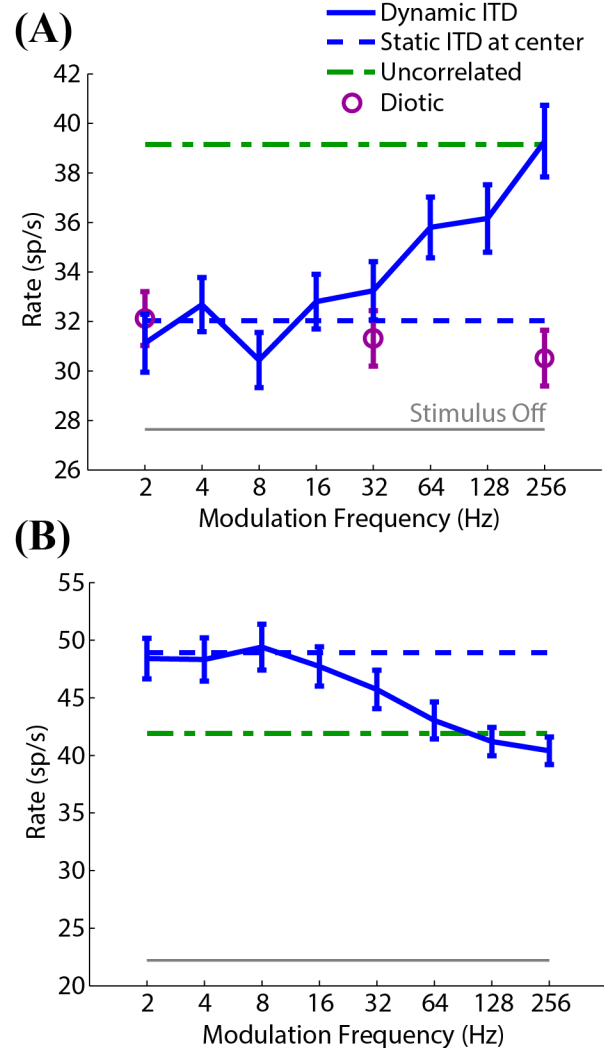 (A)
Dynamic ITD
Static ITD at center
Uncorrelated
Diotic
42
40
38
36
34
32
30
28
26
Rate (sp/s)
Stimulus Off
2 4 8 16 32 64 128 256
Modulation Frequency (Hz)
(B)
55
50
45
40
35
30
25
20
Rate (sp/s)
2 4 8 16 32 64 128 256
Modulation Frequency (Hz)